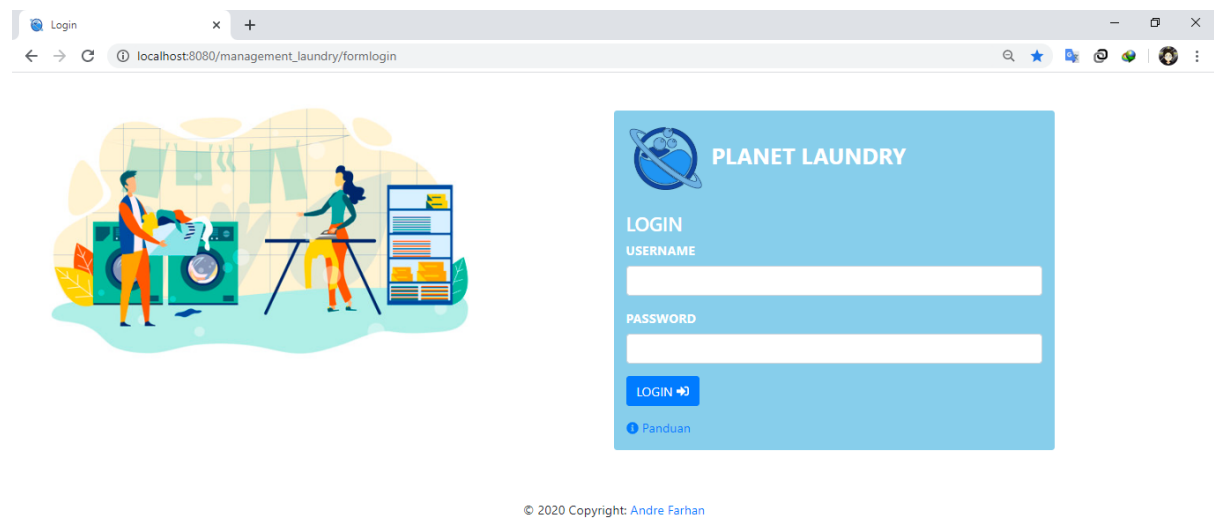 Login
localhost:8080/management_laundry/formlogin
PLANET LAUNDRY
LOGIN
USERNAME
PASSWORD
LOGIN
Panduan
© 2020 Copyright: Andre Farhan